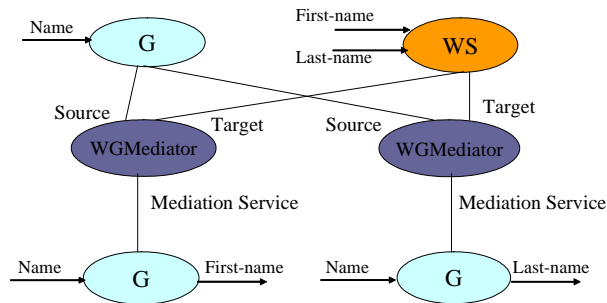 First-name
Name
G
WS
Last-name
Source
Target
Source
Target
WGMediator
WGMediator
Mediation Service
Mediation Service
Name
G
First-name
Name
G
Last-name